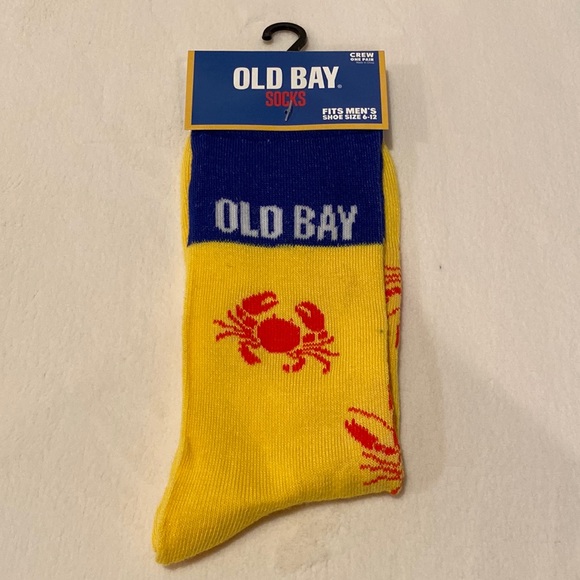 CREW
ONE PAIR
OLD BAY®
SOCKS
FITS MEN'S
SHOE SIZE 6-12
OLD BAY